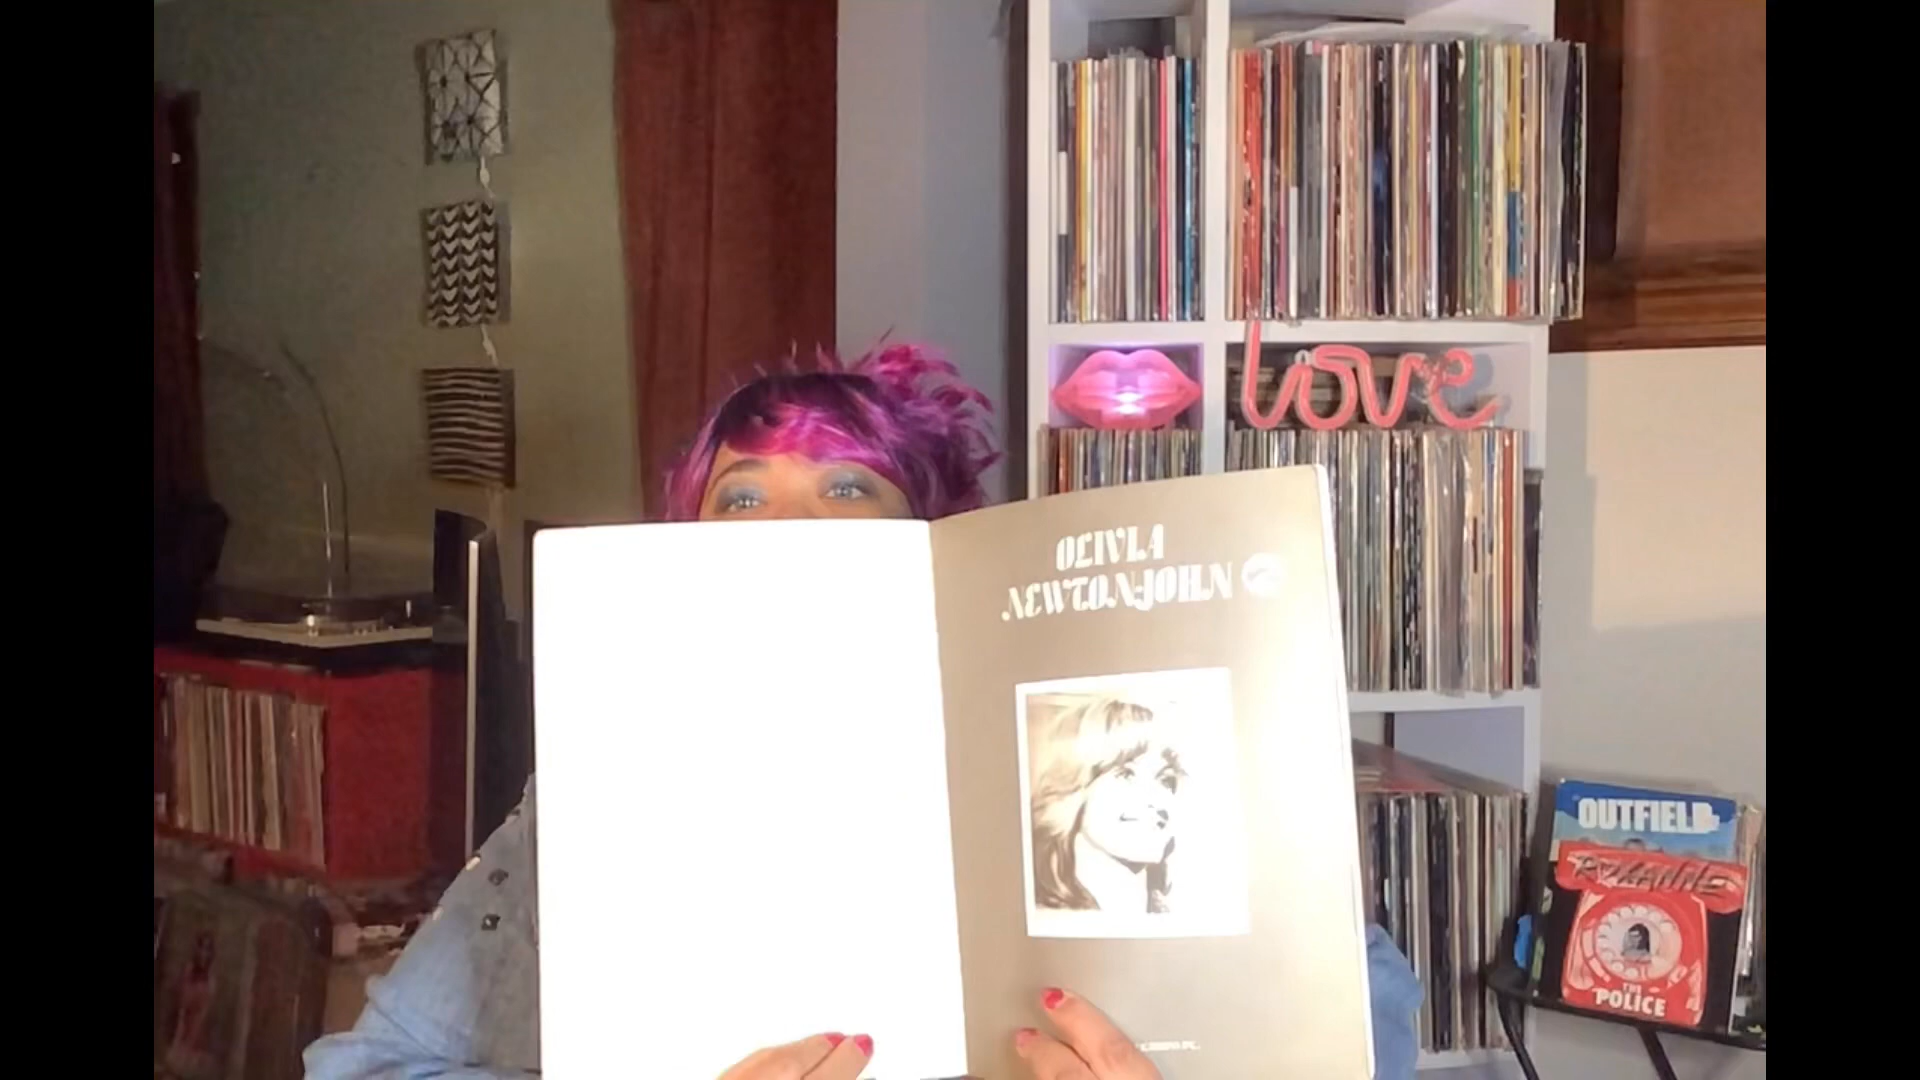 love
OLIVIA
NEWTON-JOHN
OUTFIELD
ROXANNE
THE
POLICE